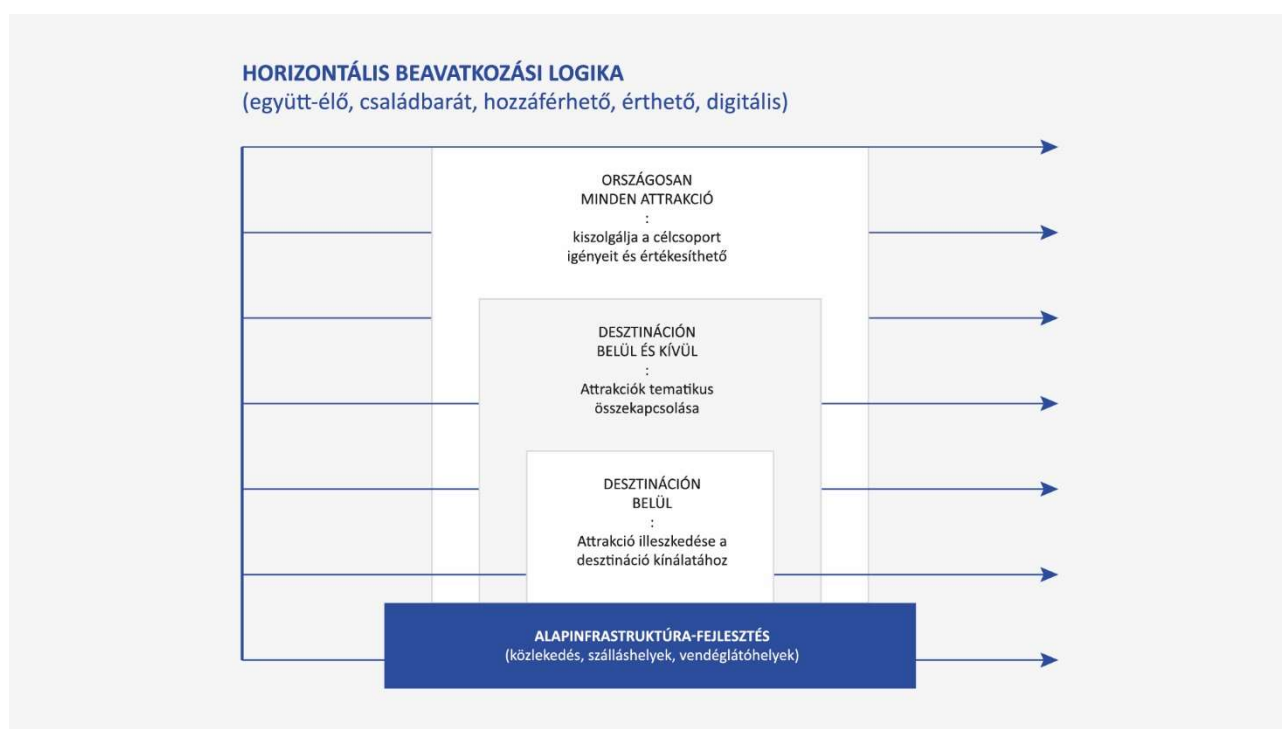 HORIZONTÁLIS BEAVATKOZÁSI LOGIKA
(együtt-élő, családbarát, hozzáférhető, érthető, digitális)
ORSZÁGOSAN
MINDEN ATTRAKCIÓ
:
kiszolgálja a célcsoport
igényeit és értékesíthető
DESZTINÁCIÓN
BELÜL ÉS KÍVÜL
:
Attrakciók tematikus
összekapcsolása
DESZTINÁCIÓN
BELÜL
:
Attrakció illeszkedése a
desztináció kínálatához
ALAPINFRASTRUKTÚRA-FEJLESZTÉS
(közlekedés, szálláshelyek, vendéglátóhelyek)